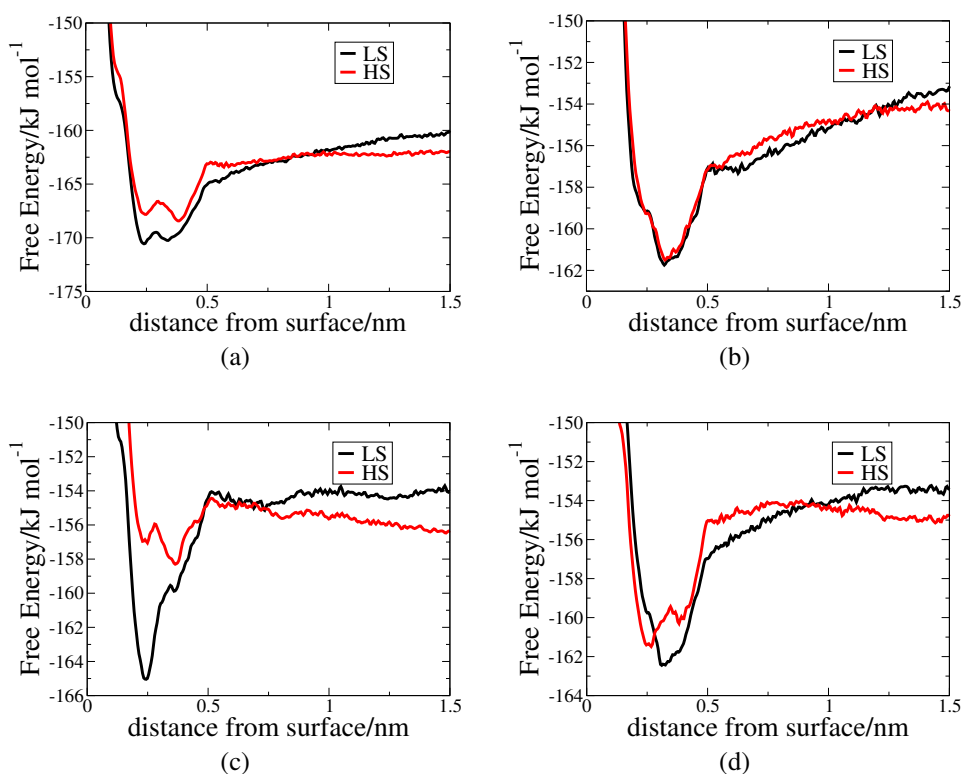 -150
-155
-160
-165
-170
-175
0
0.5
1
1.5
Free Energy/kJ mol⁻¹
distance from surface/nm
LS
HS
(a)
-150
-152
-154
-156
-158
-160
-162
0
0.5
1
1.5
Free Energy/kJ mol⁻¹
distance from surface/nm
LS
HS
(b)
-150
-152
-154
-156
-158
-160
-162
-164
-166
0
0.5
1
1.5
Free Energy/kJ mol⁻¹
distance from surface/nm
LS
HS
(c)
-150
-152
-154
-156
-158
-160
-162
-164
0
0.5
1
1.5
Free Energy/kJ mol⁻¹
distance from surface/nm
LS
HS
(d)